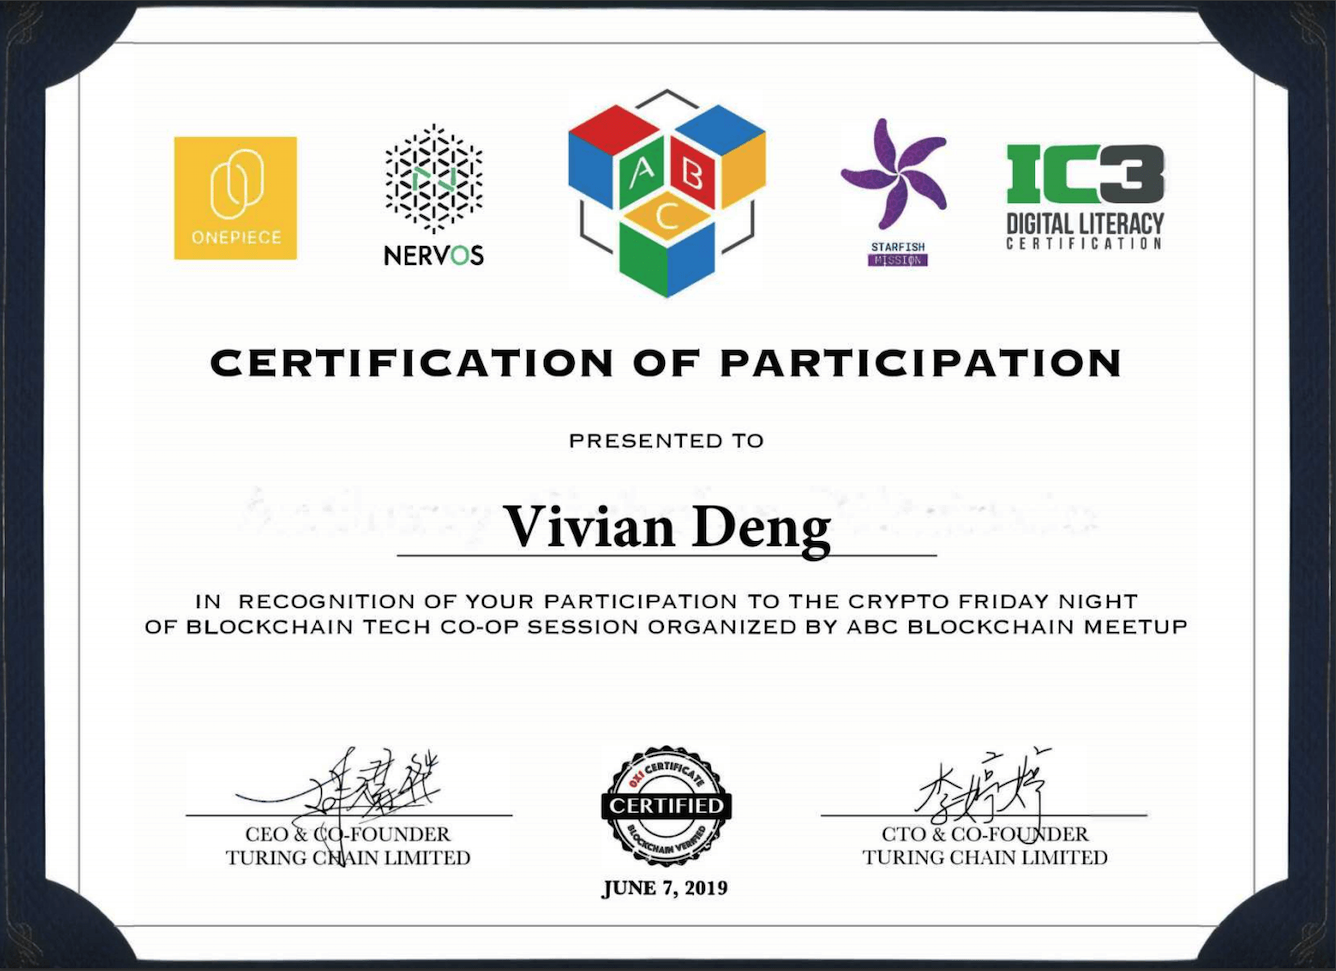 ONEPIECE
NERVOS
A B
C
STARFISH
MISSION
IC3
DIGITAL LITERACY
CERTIFICATION
CERTIFICATION OF PARTICIPATION
PRESENTED TO
Vivian Deng
IN RECOGNITION OF YOUR PARTICIPATION TO THE CRYPTO FRIDAY NIGHT
OF BLOCKCHAIN TECH CO-OP SESSION ORGANIZED BY ABC BLOCKCHAIN MEETUP
CEO & CO-FOUNDER
TURING CHAIN LIMITED
0X1 CERTIFICATE
CERTIFIED
BLOCKCHAIN VERIFIED
JUNE 7, 2019
李婷婷
CTO & CO-FOUNDER
TURING CHAIN LIMITED